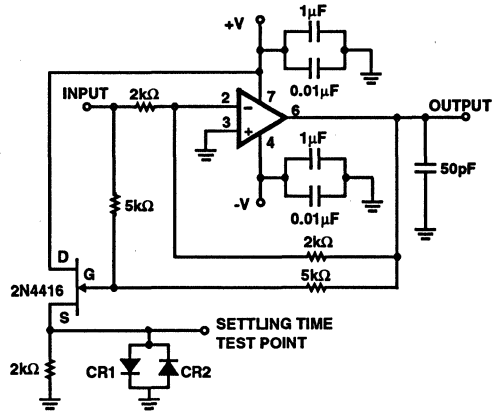 +V
1μF
0.01μF
INPUT
2kΩ
2
7
−
6
OUTPUT
3
+
4
1μF
50pF
-V
0.01μF
5kΩ
2kΩ
5kΩ
D
G
2N4416
S
SETTLING TIME
TEST POINT
2kΩ
CR1
CR2